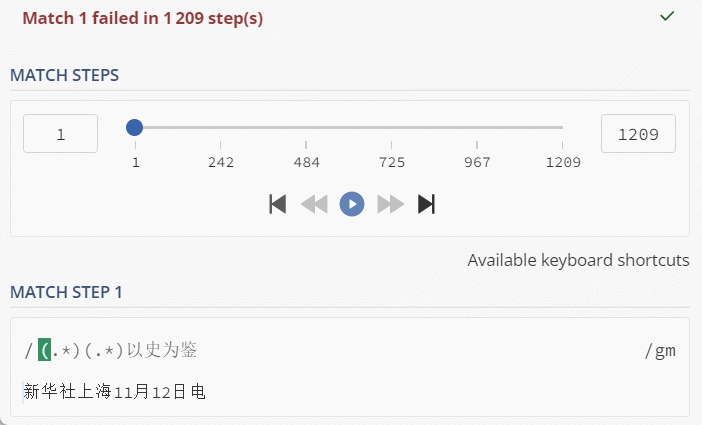 Match 1 failed in 1 209 step(s)
MATCH STEPS
1
1209
1 242 484 725 967 1209
Available keyboard shortcuts
MATCH STEP 1
/(.*)(.*)以史为鉴 /gm
新华社上海11月12日电